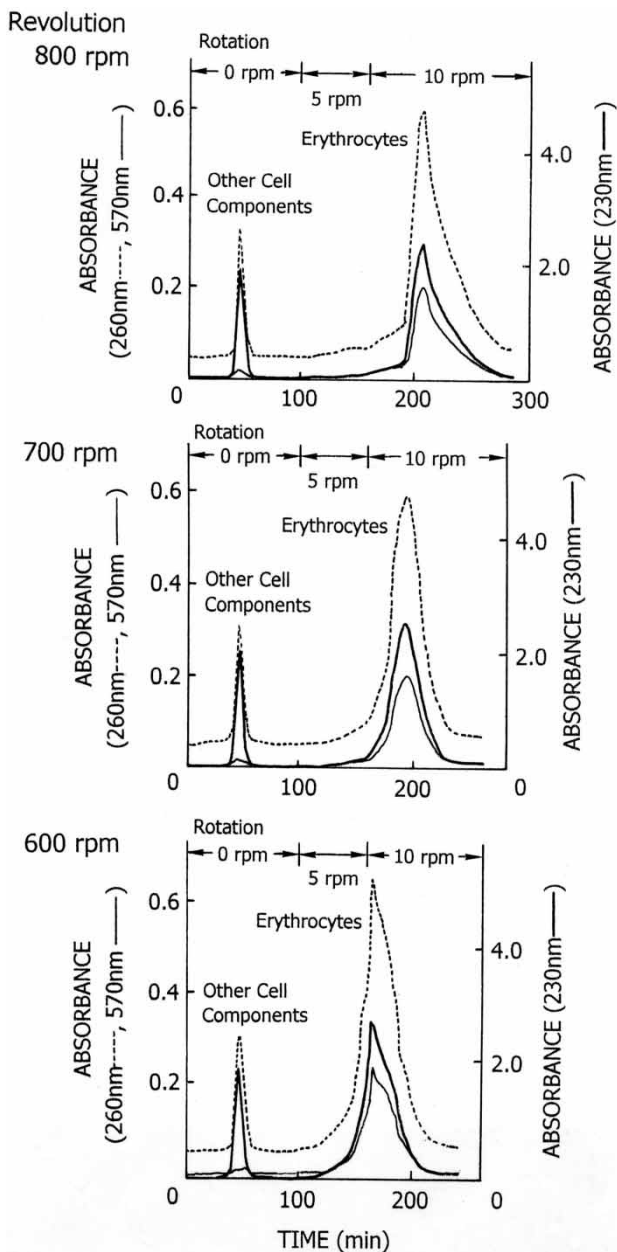 Revolution
800 rpm
Rotation
0 rpm
5 rpm
10 rpm
ABSORBANCE
(260nm----, 570nm ——)
0.6
0.4
0.2
0
100
200
300
Other Cell
Components
Erythrocytes
4.0
2.0
ABSORBANCE (230nm——)
700 rpm
Rotation
0 rpm
5 rpm
10 rpm
ABSORBANCE
(260nm----, 570nm ——)
0.6
0.4
0.2
0
100
200
0
Other Cell
Components
Erythrocytes
4.0
2.0
ABSORBANCE (230nm——)
600 rpm
Rotation
0 rpm
5 rpm
10 rpm
ABSORBANCE
(260nm----, 570nm ——)
0.6
0.4
0.2
0
100
200
0
Other Cell
Components
Erythrocytes
4.0
2.0
ABSORBANCE (230nm——)
TIME (min)